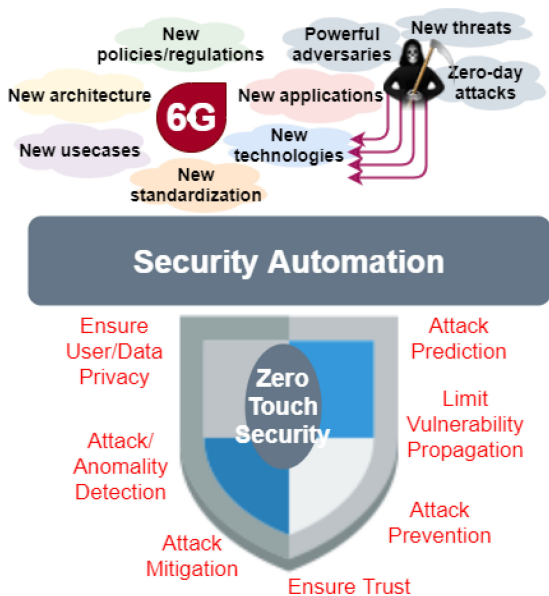 New
policies/regulations
Powerful
adversaries
New threats
New architecture
6G
New applications
Zero-day
attacks
New usecases
New
technologies
New
standardization
Security Automation
Ensure
User/Data
Privacy
Attack
Prediction
Zero
Touch
Security
Limit
Vulnerability
Propagation
Attack/
Anomality
Detection
Attack
Prevention
Attack
Mitigation
Ensure Trust